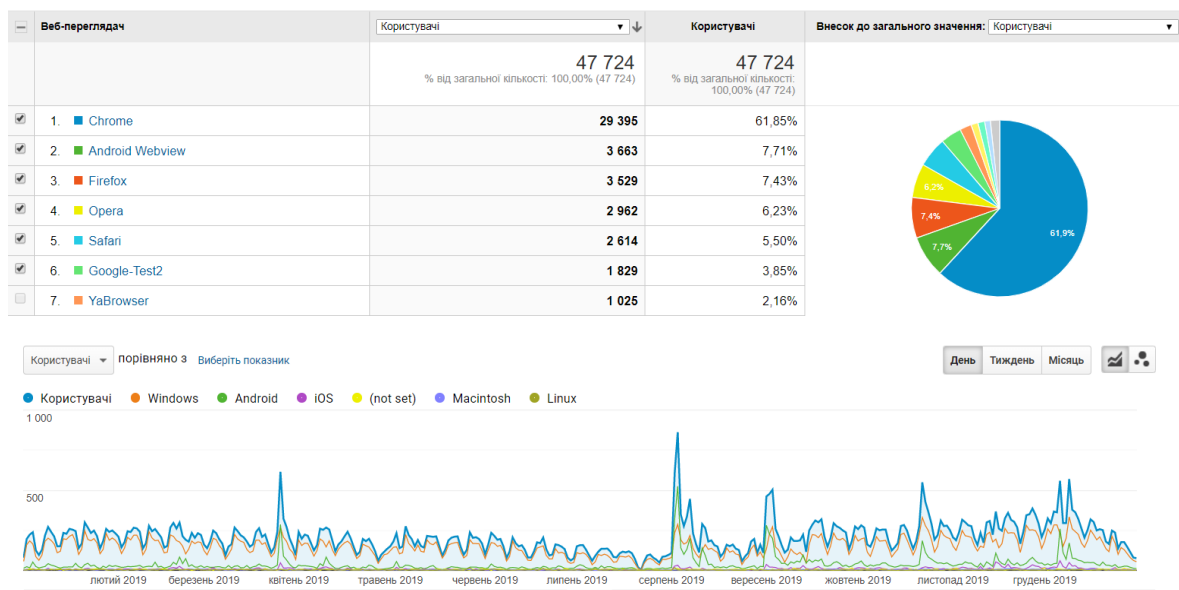 Веб-переглядач Користувачі Користувачі Внесок до загального значення: Користувачі
47 724 47 724
% від загальної кількості: 100,00% (47 724) % від загальної кількості:
100,00% (47 724)
1. Chrome 29 395 61,85%
2. Android Webview 3 663 7,71%
3. Firefox 3 529 7,43%
4. Opera 2 962 6,23%
5. Safari 2 614 5,50%
6. Google-Test2 1 829 3,85%
7. YaBrowser 1 025 2,16%
6,2%
7,4%
61,9%
7,7%
Користувачі порівняно з Виберіть показник День Тиждень Місяць
Користувачі Windows Android iOS (not set) Macintosh Linux
1 000
500
лютий 2019 березень 2019 квітень 2019 травень 2019 червень 2019 липень 2019 серпень 2019 вересень 2019 жовтень 2019 листопад 2019 грудень 2019